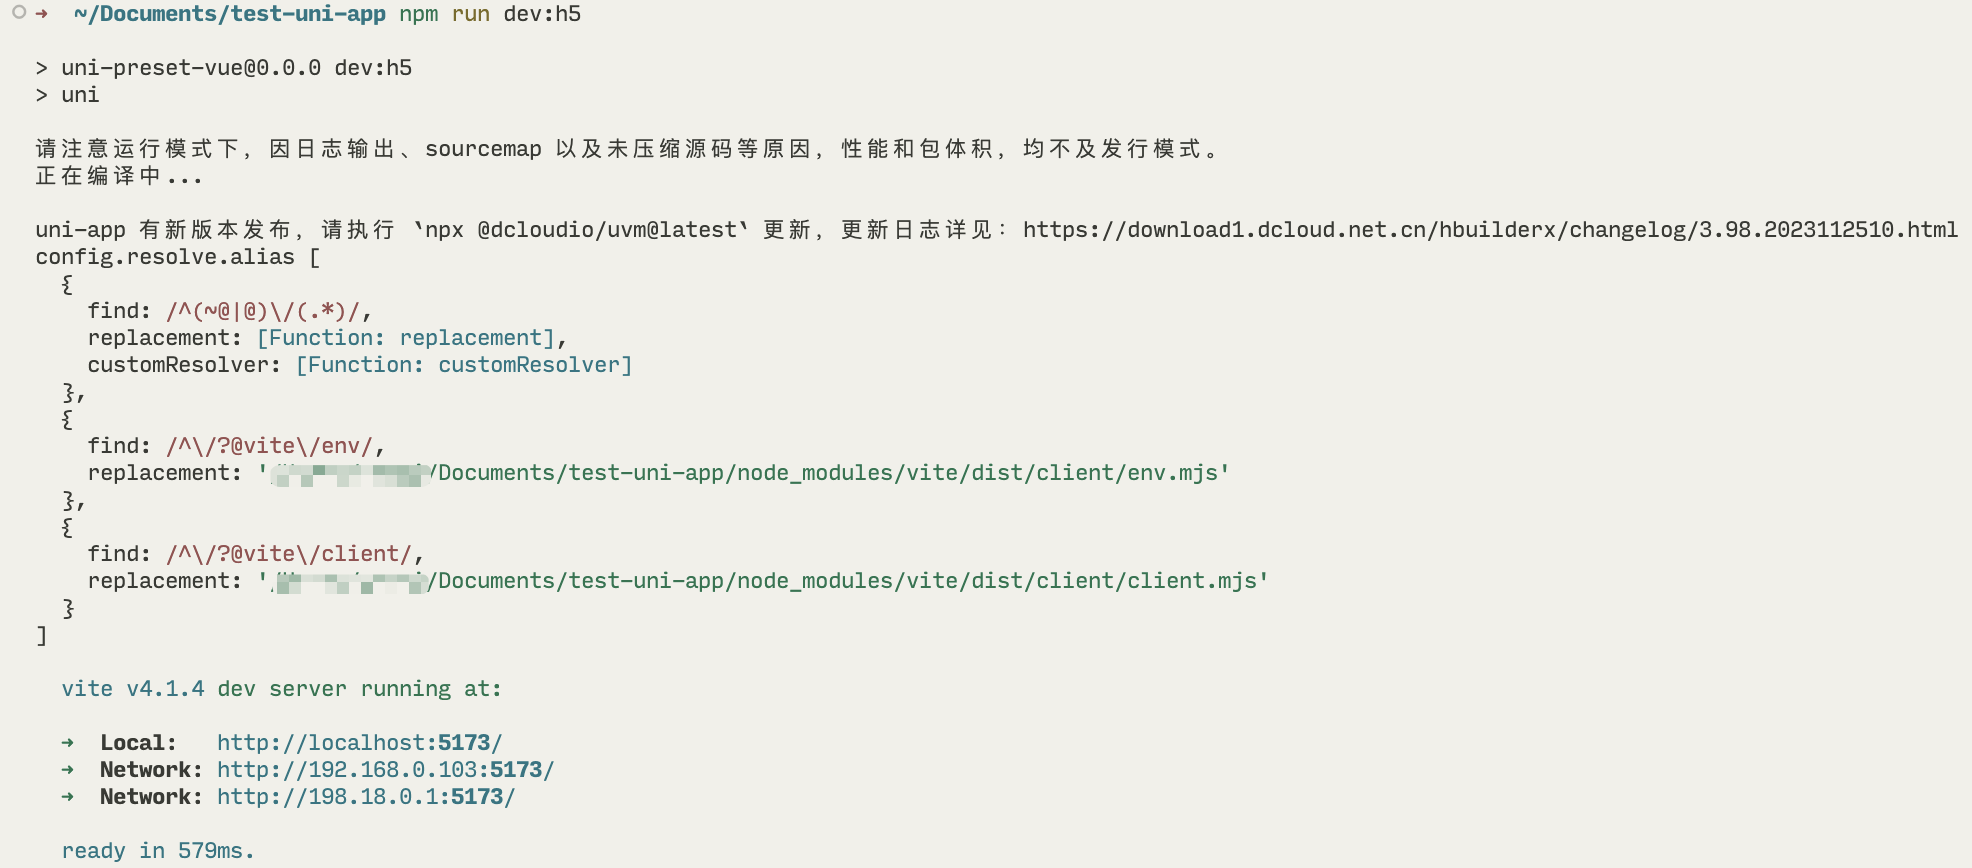 ➜  ~/Documents/test-uni-app npm run dev:h5
> uni-preset-vue@0.0.0 dev:h5
> uni
请注意运行模式下，因日志输出、sourcemap 以及未压缩源码等原因，性能和包体积，均不及发行模式。
正在编译中...
uni-app 有新版本发布，请执行 `npx @dcloudio/uvm@latest` 更新，更新日志详见：https://download1.dcloud.net.cn/hbuilderx/changelog/3.98.2023112510.html
config.resolve.alias [
  {
    find: /^(~@|@)\/(.*)/,
    replacement: [Function: replacement],
    customResolver: [Function: customResolver]
  },
  {
    find: /^\/?@vite\/env/,
    replacement: '/Documents/test-uni-app/node_modules/vite/dist/client/env.mjs'
  },
  {
    find: /^\/?@vite\/client/,
    replacement: '/Documents/test-uni-app/node_modules/vite/dist/client/client.mjs'
  }
]
  vite v4.1.4 dev server running at:
  ➜  Local:   http://localhost:5173/
  ➜  Network: http://192.168.0.103:5173/
  ➜  Network: http://198.18.0.1:5173/
  ready in 579ms.